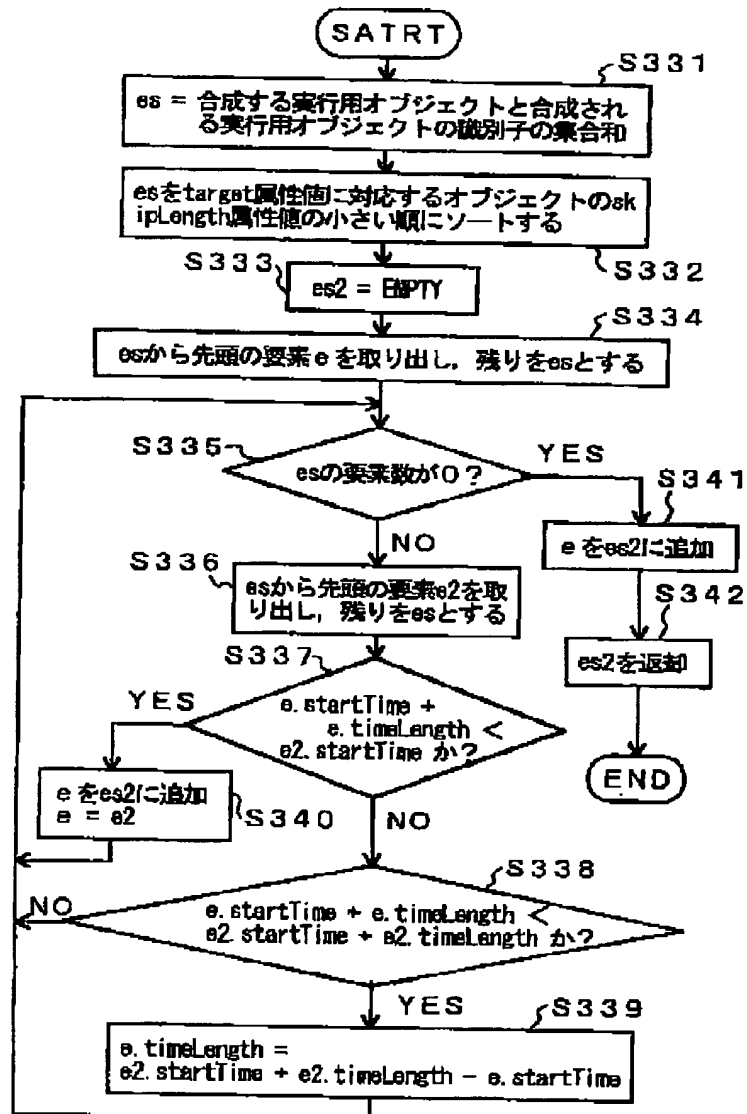 SATRT
S331
es = 合成する実行用オブジェクトと合成され
る実行用オブジェクトの識別子の集合和
esをtarget属性値に対応するオブジェクトのsk
ipLength属性値の小さい順にソートする
S332
S333
es2 = EMPTY
S334
esから先頭の要素eを取り出し，残りをesとする
S335
esの要素数が0？
YES
NO
S341
eをes2に追加
S336
esから先頭の要素e2を取
り出し，残りをesとする
S342
es2を返却
END
S337
e.startTime +
e.timeLength <
e2.startTime か？
YES
NO
eをes2に追加
e = e2
S340
S338
e.startTime + e.timeLength <
e2.startTime + e2.timeLength か？
NO
YES
S339
e.timeLength =
e2.startTime + e2.timeLength - e.startTime